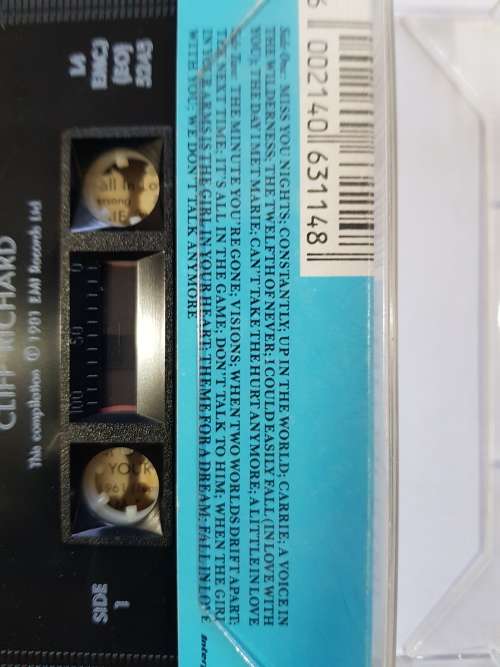 6 002140 631148
Side One: MISS YOU NIGHTS; CONSTANTLY; UP IN THE WORLD; CARRIE; A VOICE IN
THE WILDERNESS; THE TWELFTH OF NEVER; I COULD EASILY FALL (IN LOVE WITH
YOU); THE DAY I MET MARIE; CAN'T TAKE THE HURT ANYMORE; A LITTLE IN LOVE
Side Two: THE MINUTE YOU'RE GONE; VISIONS; WHEN TWO WORLDS DRIFT APART;
THE NEXT TIME; IT'S ALL IN THE GAME; DON'T TALK TO HIM; WHEN THE GIRL
IN YOUR ARMS IS THE GIRL IN YOUR HEART; THEME FOR A DREAM; FALL IN LOVE
WITH YOU; WE DON'T TALK ANYMORE
0 50 100
CLIFF RICHARD
This compilation ℗ 1981 EMI Records Ltd
SIDE
1
YOUR